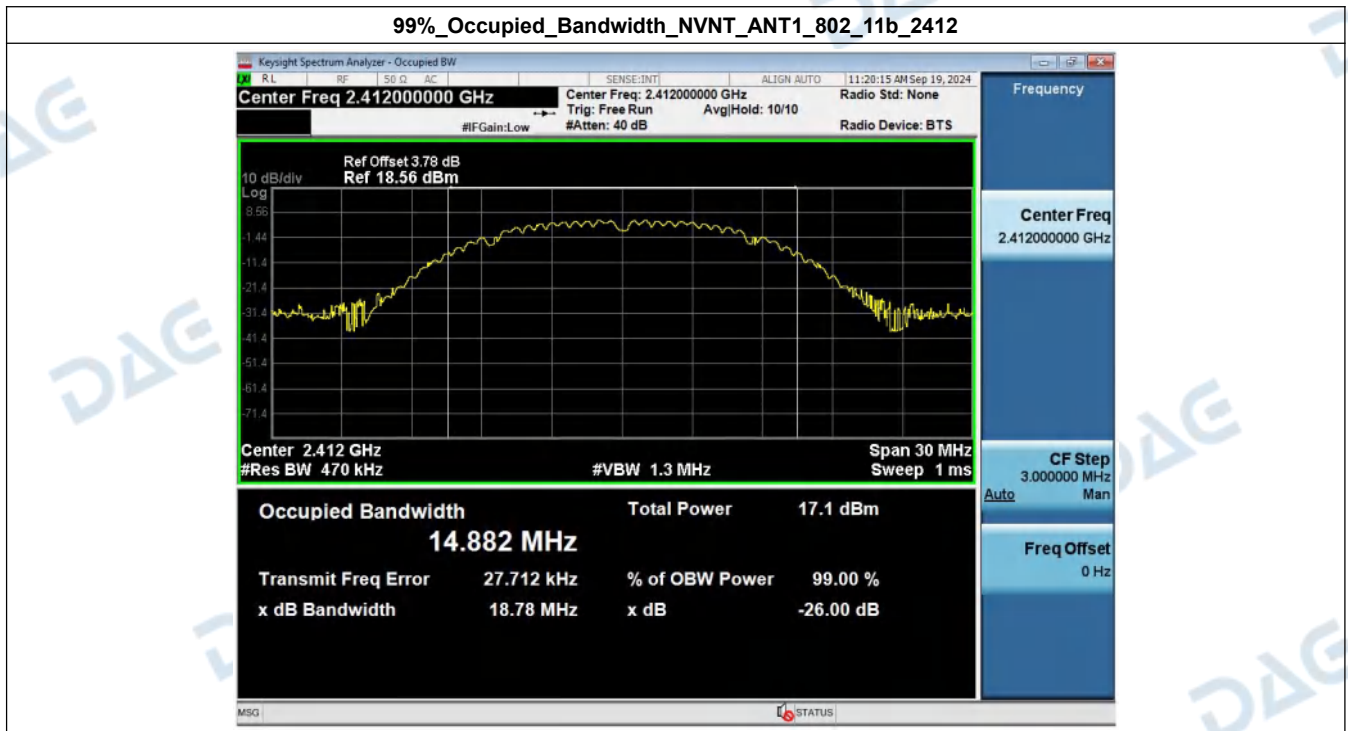 99%_Occupied_Bandwidth_NVNT_ANT1_802_11b_2412
Keysight Spectrum Analyzer - Occupied BW
LXI RL RF 50 Ω AC SENSE:INT ALIGN AUTO 11:20:15 AM Sep 19, 2024
Center Freq 2.412000000 GHz
Center Freq: 2.412000000 GHz Radio Std: None
Trig: Free Run Avg|Hold: 10/10
#IFGain:Low #Atten: 40 dB Radio Device: BTS
Frequency
Ref Offset 3.78 dB
10 dB/div Ref 18.56 dBm
Log
8.56
-1.44
-11.4
-21.4
-31.4
-41.4
-51.4
-61.4
-71.4
Center 2.412 GHz Span 30 MHz
#Res BW 470 kHz #VBW 1.3 MHz Sweep 1 ms
Center Freq
2.412000000 GHz
CF Step
3.000000 MHz
Auto Man
Freq Offset
0 Hz
Occupied Bandwidth Total Power 17.1 dBm
14.882 MHz
Transmit Freq Error 27.712 kHz % of OBW Power 99.00 %
x dB Bandwidth 18.78 MHz x dB -26.00 dB
MSG STATUS
DAG
DAG
DAG